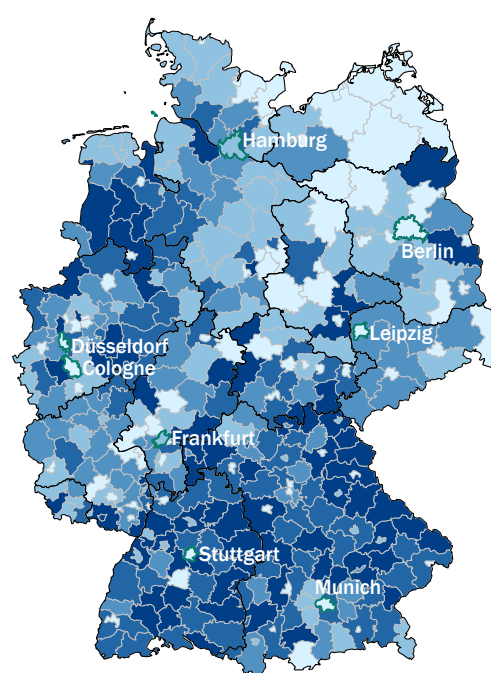 Hamburg
Berlin
Leipzig
Düsseldorf
Cologne
Frankfurt
Stuttgart
Munich